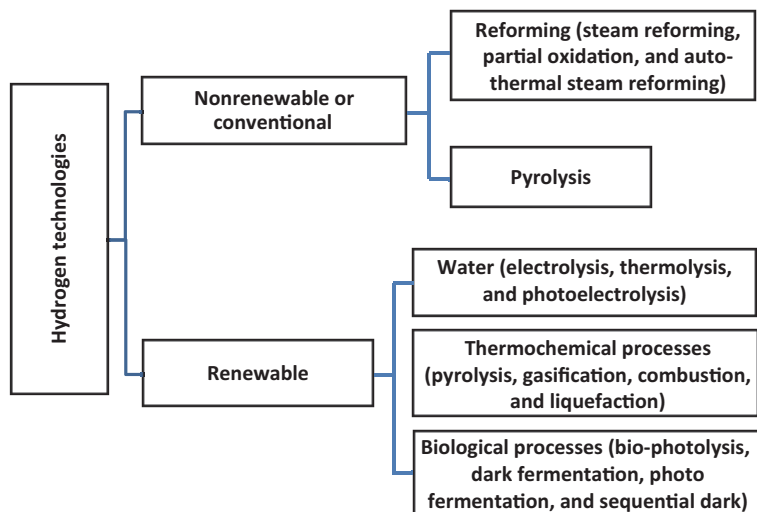 Hydrogen technologies
Nonrenewable or
conventional
Reforming (steam reforming,
partial oxidation, and auto-
thermal steam reforming)
Pyrolysis
Renewable
Water (electrolysis, thermolysis,
and photoelectrolysis)
Thermochemical processes
(pyrolysis, gasification, combustion,
and liquefaction)
Biological processes (bio-photolysis,
dark fermentation, photo
fermentation, and sequential dark)